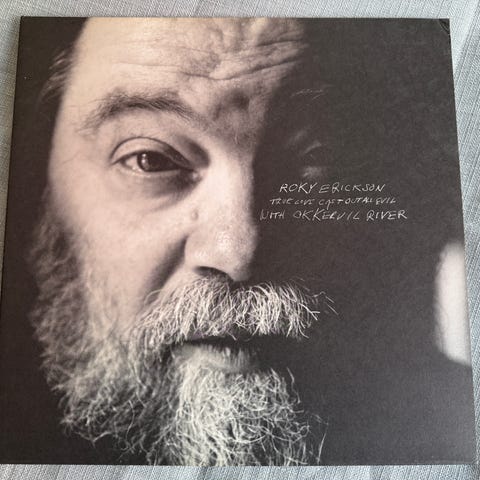 ROKY ERICKSON
TRUE LOVE CAST OUT ALL EVIL
WITH OKKERVIL RIVER